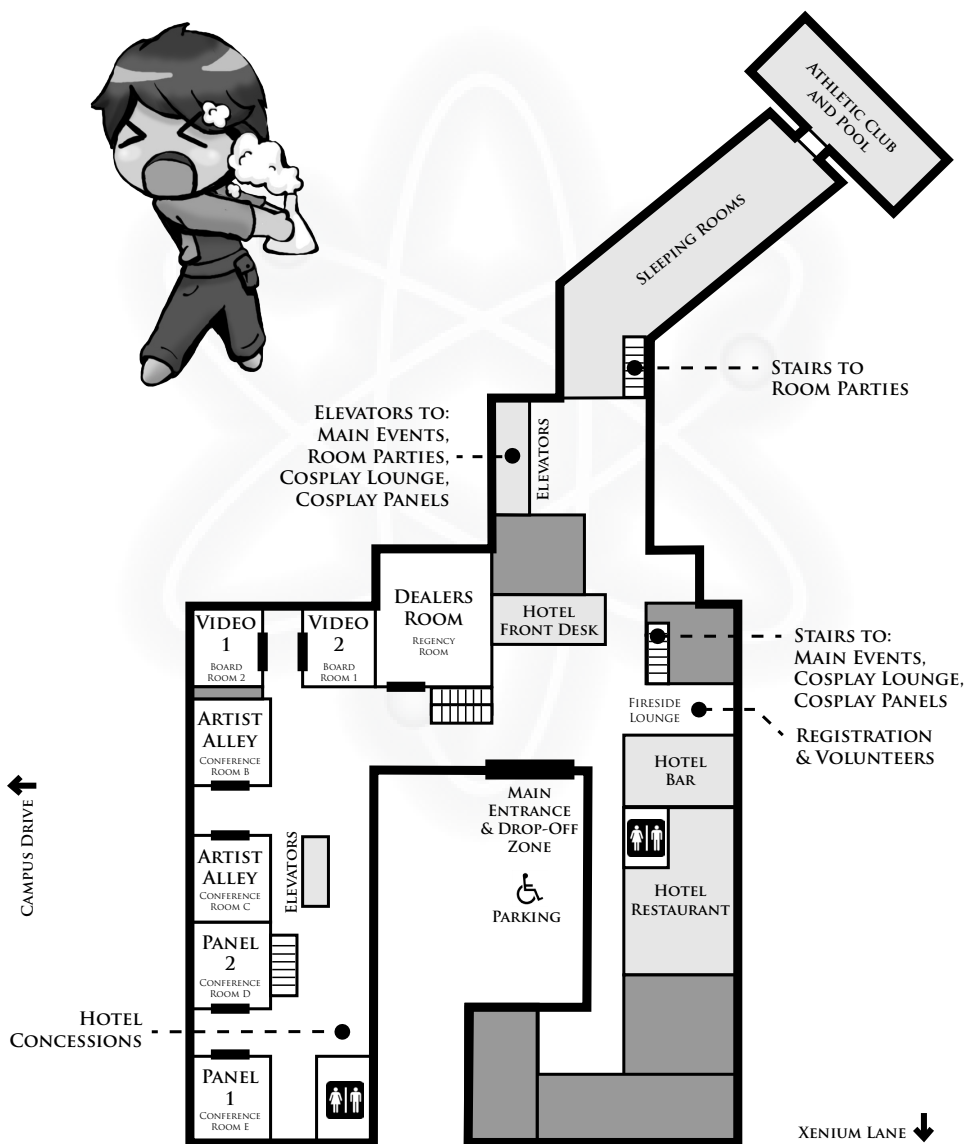 Athletic Club
and Pool
Sleeping Rooms
Stairs to
Room Parties
Elevators to:
Main Events,
Room Parties,
Cosplay Lounge,
Cosplay Panels
Elevators
Dealers
Room
Regency
Room
Hotel
Front Desk
Video
1
Board
Room 2
Video
2
Board
Room 1
Stairs to:
Main Events,
Cosplay Lounge,
Cosplay Panels
Fireside
Lounge
Registration
& Volunteers
Artist
Alley
Conference
Room B
Hotel
Bar
Main
Entrance
& Drop-Off
Zone
Parking
Campus Drive
Artist
Alley
Conference
Room C
Elevators
Hotel
Restaurant
Panel
2
Conference
Room D
Hotel
Concessions
Panel
1
Conference
Room E
Xenium Lane